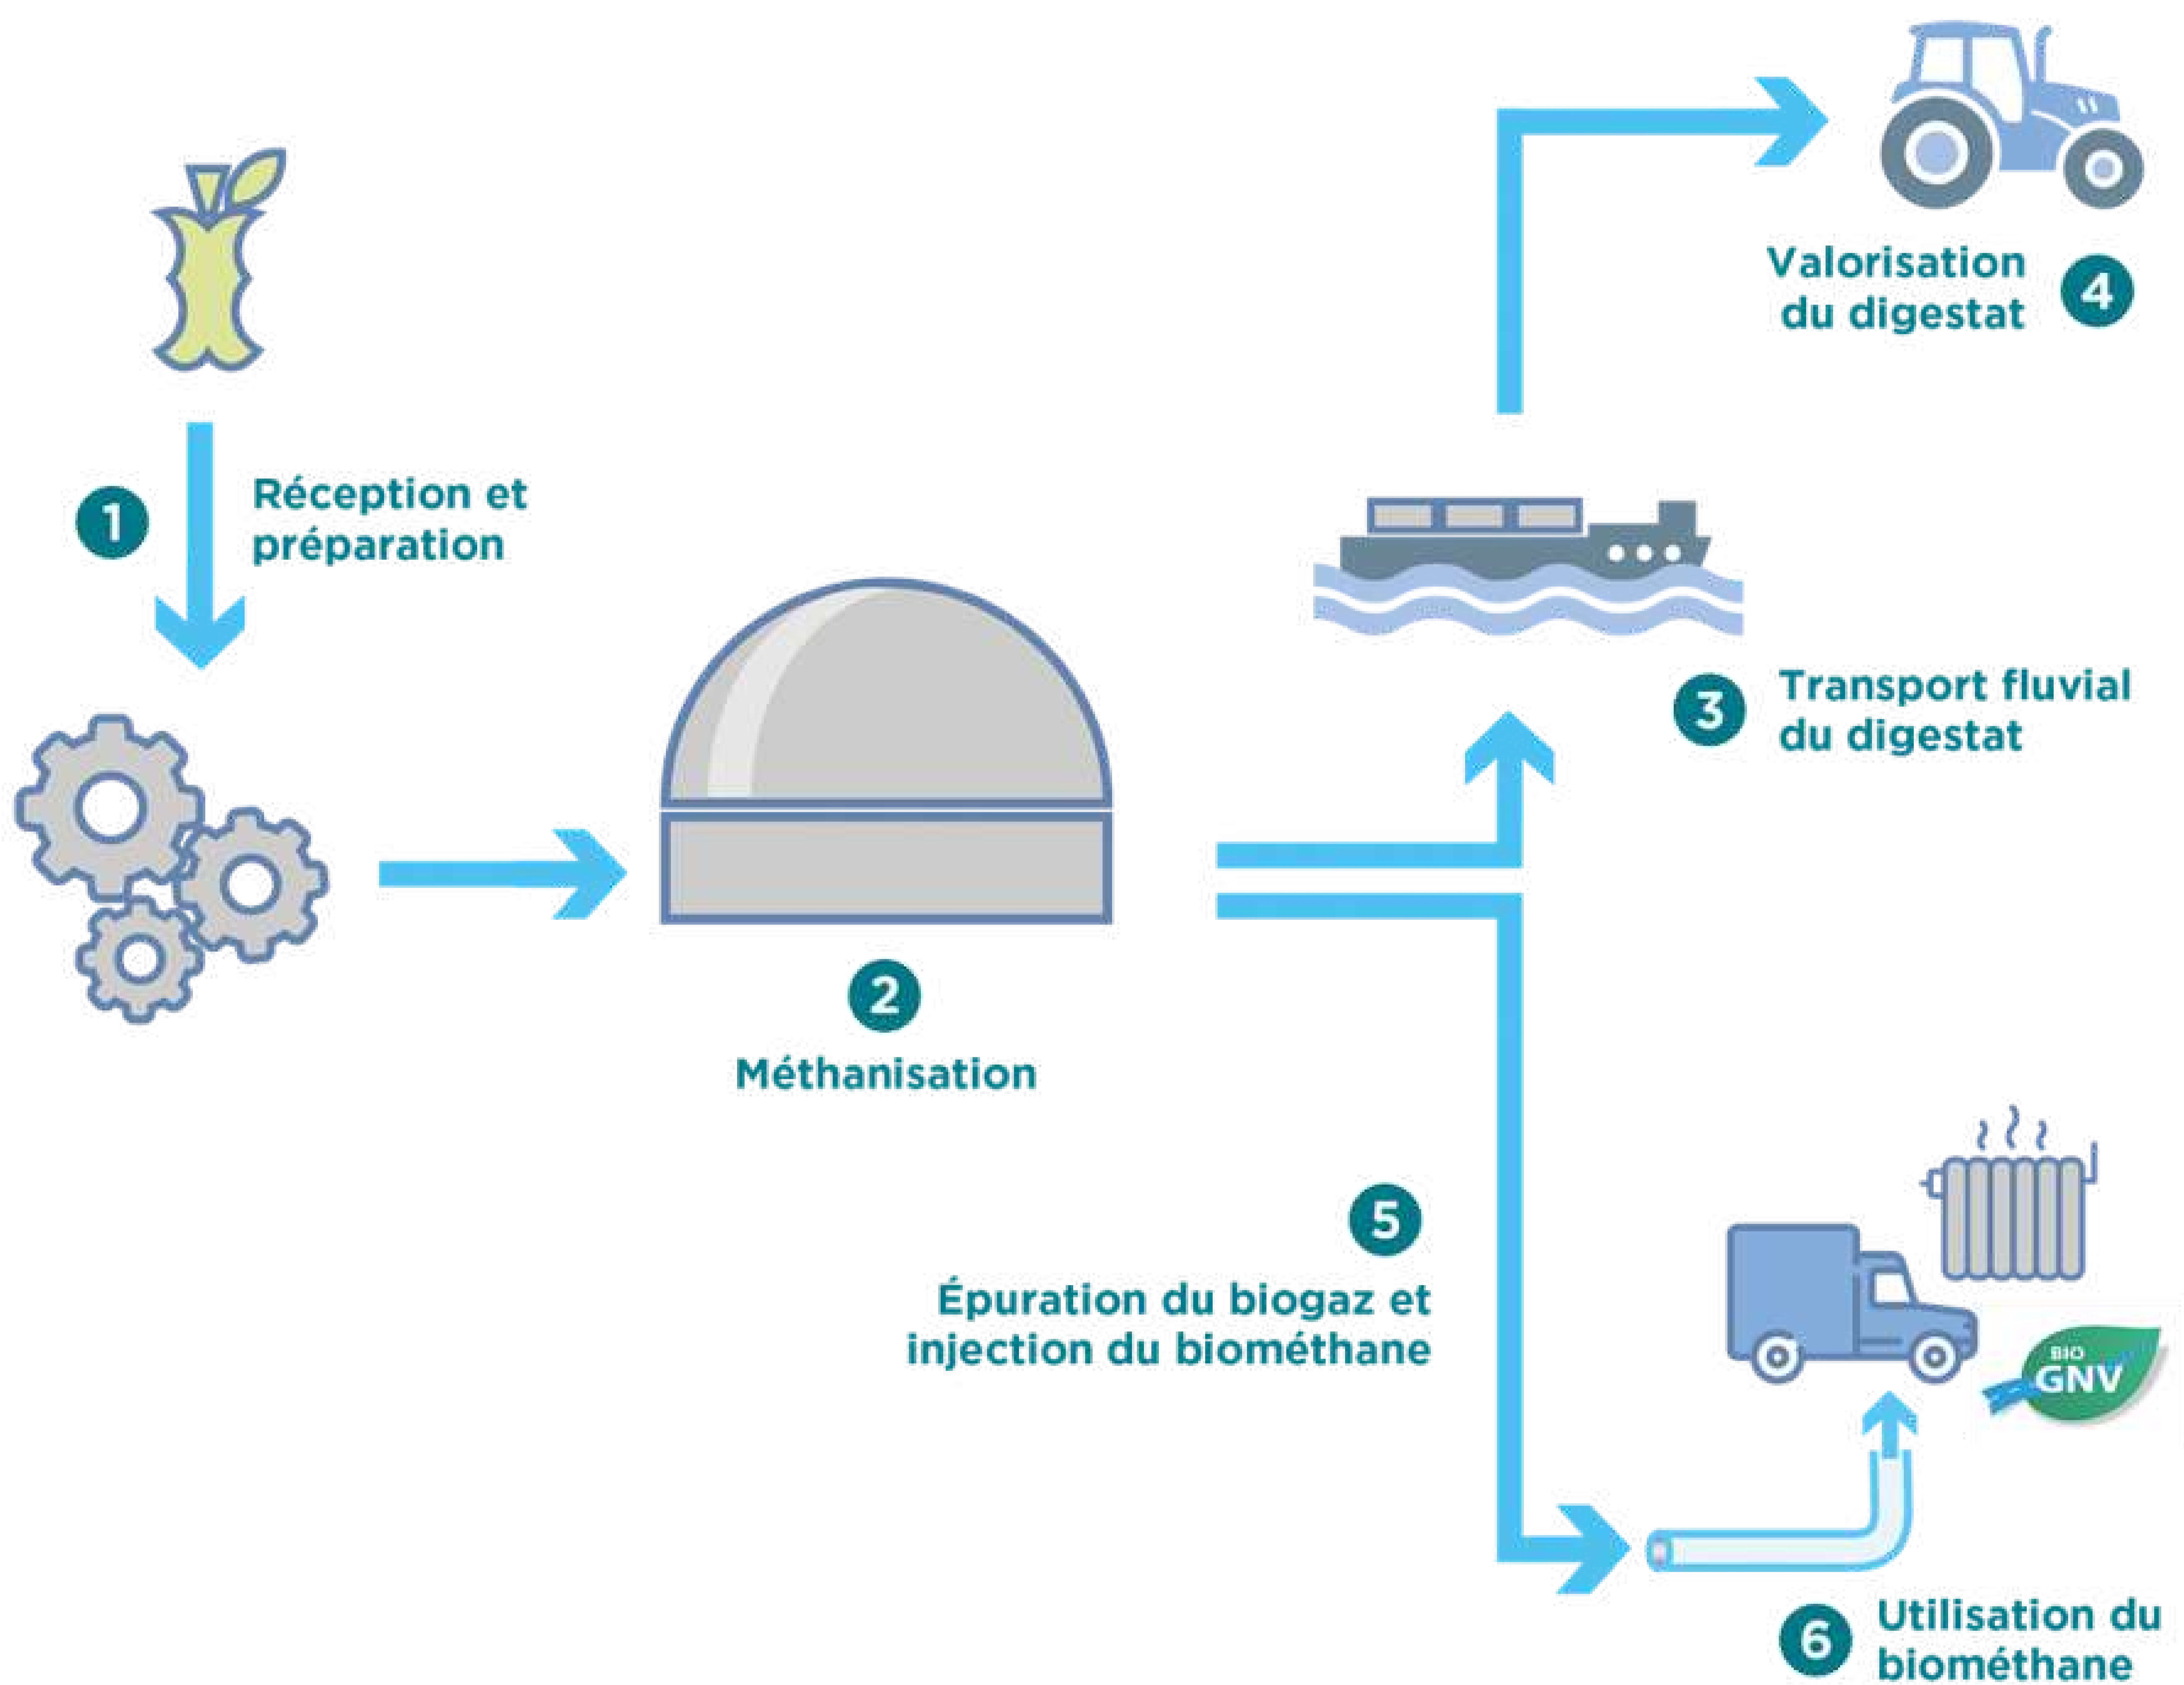 1
Réception et
préparation
2
Méthanisation
3
Transport fluvial
du digestat
Valorisation
du digestat
4
5
Épuration du biogaz et
injection du biométhane
BIO
GNV
6
Utilisation du
biométhane